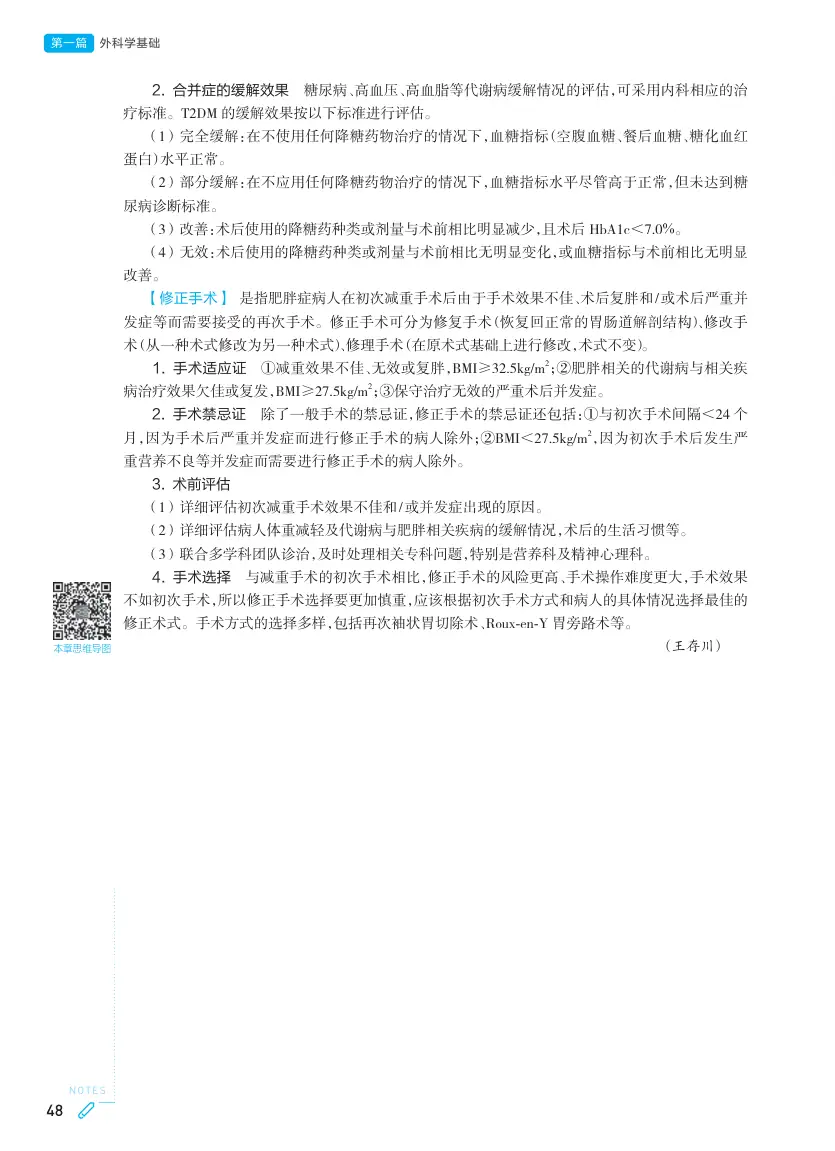 第一篇 外科学基础
2. 合并症的缓解效果 糖尿病、高血压、高血脂等代谢病缓解情况的评估，可采用内科相应的治
疗标准。T2DM 的缓解效果按以下标准进行评估。
（1）完全缓解：在不使用任何降糖药物治疗的情况下，血糖指标（空腹血糖、餐后血糖、糖化血红
蛋白）水平正常。
（2）部分缓解：在不应用任何降糖药物治疗的情况下，血糖指标水平尽管高于正常，但未达到糖
尿病诊断标准。
（3）改善：术后使用的降糖药种类或剂量与术前相比明显减少，且术后 HbA1c＜7.0%。
（4）无效：术后使用的降糖药种类或剂量与术前相比无明显变化，或血糖指标与术前相比无明显
改善。
【修正手术】 是指肥胖症病人在初次减重手术后由于手术效果不佳、术后复胖和/或术后严重并
发症等而需要接受的再次手术。修正手术可分为修复手术（恢复回正常的胃肠道解剖结构）、修改手
术（从一种术式修改为另一种术式）、修理手术（在原术式基础上进行修改，术式不变）。
1. 手术适应证 ①减重效果不佳、无效或复胖，BMI≥32.5kg/m²；②肥胖相关的代谢病与相关疾
病治疗效果欠佳或复发，BMI≥27.5kg/m²；③保守治疗无效的严重术后并发症。
2. 手术禁忌证 除了一般手术的禁忌证，修正手术的禁忌证还包括：①与初次手术间隔＜24 个
月，因为手术后严重并发症而进行修正手术的病人除外；②BMI＜27.5kg/m²，因为初次手术后发生严
重营养不良等并发症而需要进行修正手术的病人除外。
3. 术前评估
（1）详细评估初次减重手术效果不佳和/或并发症出现的原因。
（2）详细评估病人体重减轻及代谢病与肥胖相关疾病的缓解情况，术后的生活习惯等。
（3）联合多学科团队诊治，及时处理相关专科问题，特别是营养科及精神心理科。
4. 手术选择 与减重手术的初次手术相比，修正手术的风险更高、手术操作难度更大，手术效果
不如初次手术，所以修正手术选择要更加慎重，应该根据初次手术方式和病人的具体情况选择最佳的
修正术式。手术方式的选择多样，包括再次袖状胃切除术、Roux-en-Y 胃旁路术等。
（王存川）
本章思维导图
NOTES
48